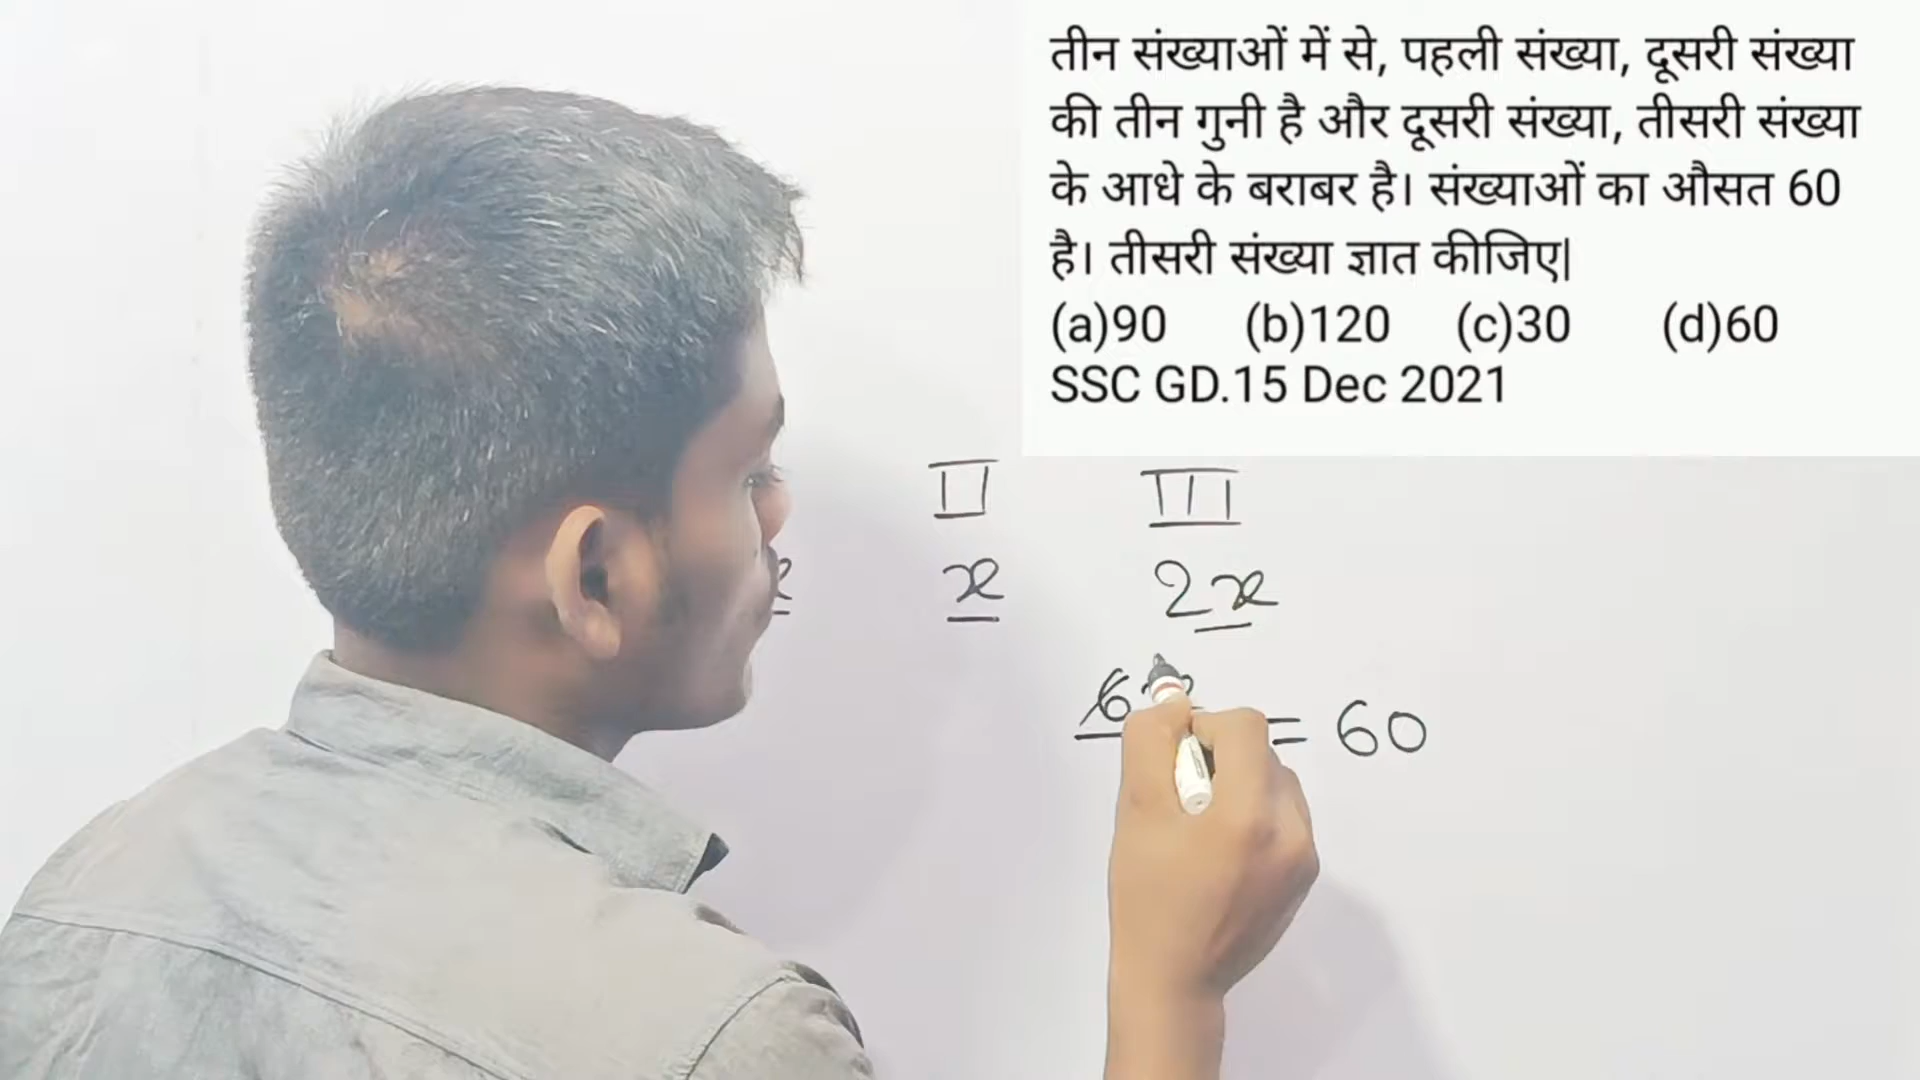 तीन संख्याओं में से, पहली संख्या, दूसरी संख्या
की तीन गुनी है और दूसरी संख्या, तीसरी संख्या
के आधे के बराबर है। संख्याओं का औसत 60
है। तीसरी संख्या ज्ञात कीजिए|
(a)90 (b)120 (c)30 (d)60
SSC GD.15 Dec 2021
II III
x 2x
6 = 60